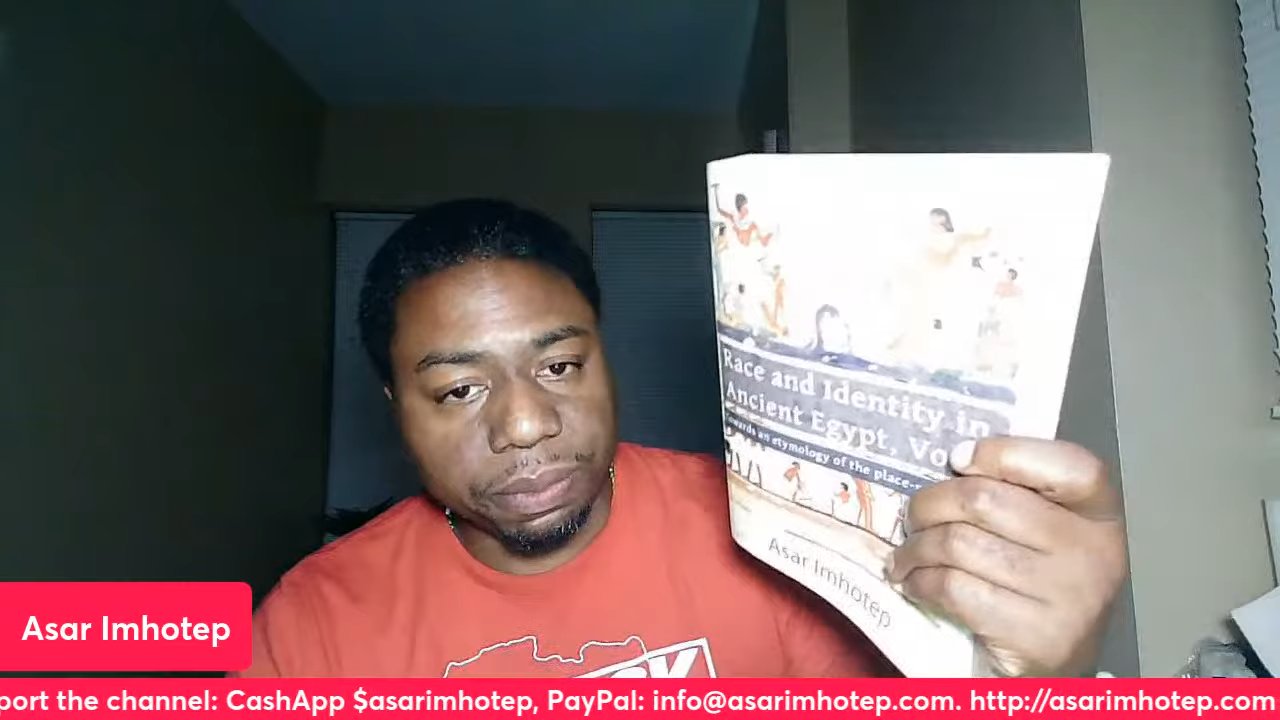 Race and Identity in
Ancient Egypt, Vo
Towards an etymology of the place-
Asar Imhotep
Asar Imhotep
port the channel: CashApp $asarimhotep, PayPal: info@asarimhotep.com. http://asarimhotep.com